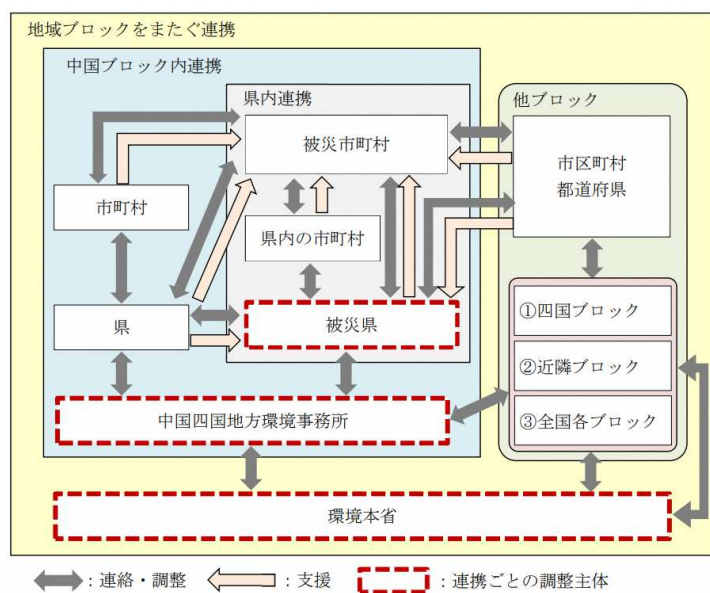 地域ブロックをまたぐ連携
中国ブロック内連携
県内連携
他ブロック
被災市町村
市区町村
都道府県
市町村
県内の市町村
県
被災県
①四国ブロック
②近隣ブロック
③全国各ブロック
中国四国地方環境事務所
環境本省
：連絡・調整
：支援
：連携ごとの調整主体